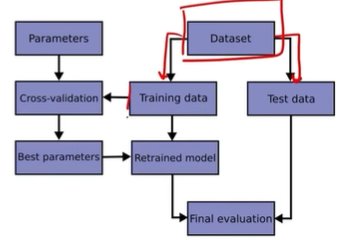 Parameters
Dataset
Cross-validation
Training data
Test data
Best parameters
Retrained model
Final evaluation